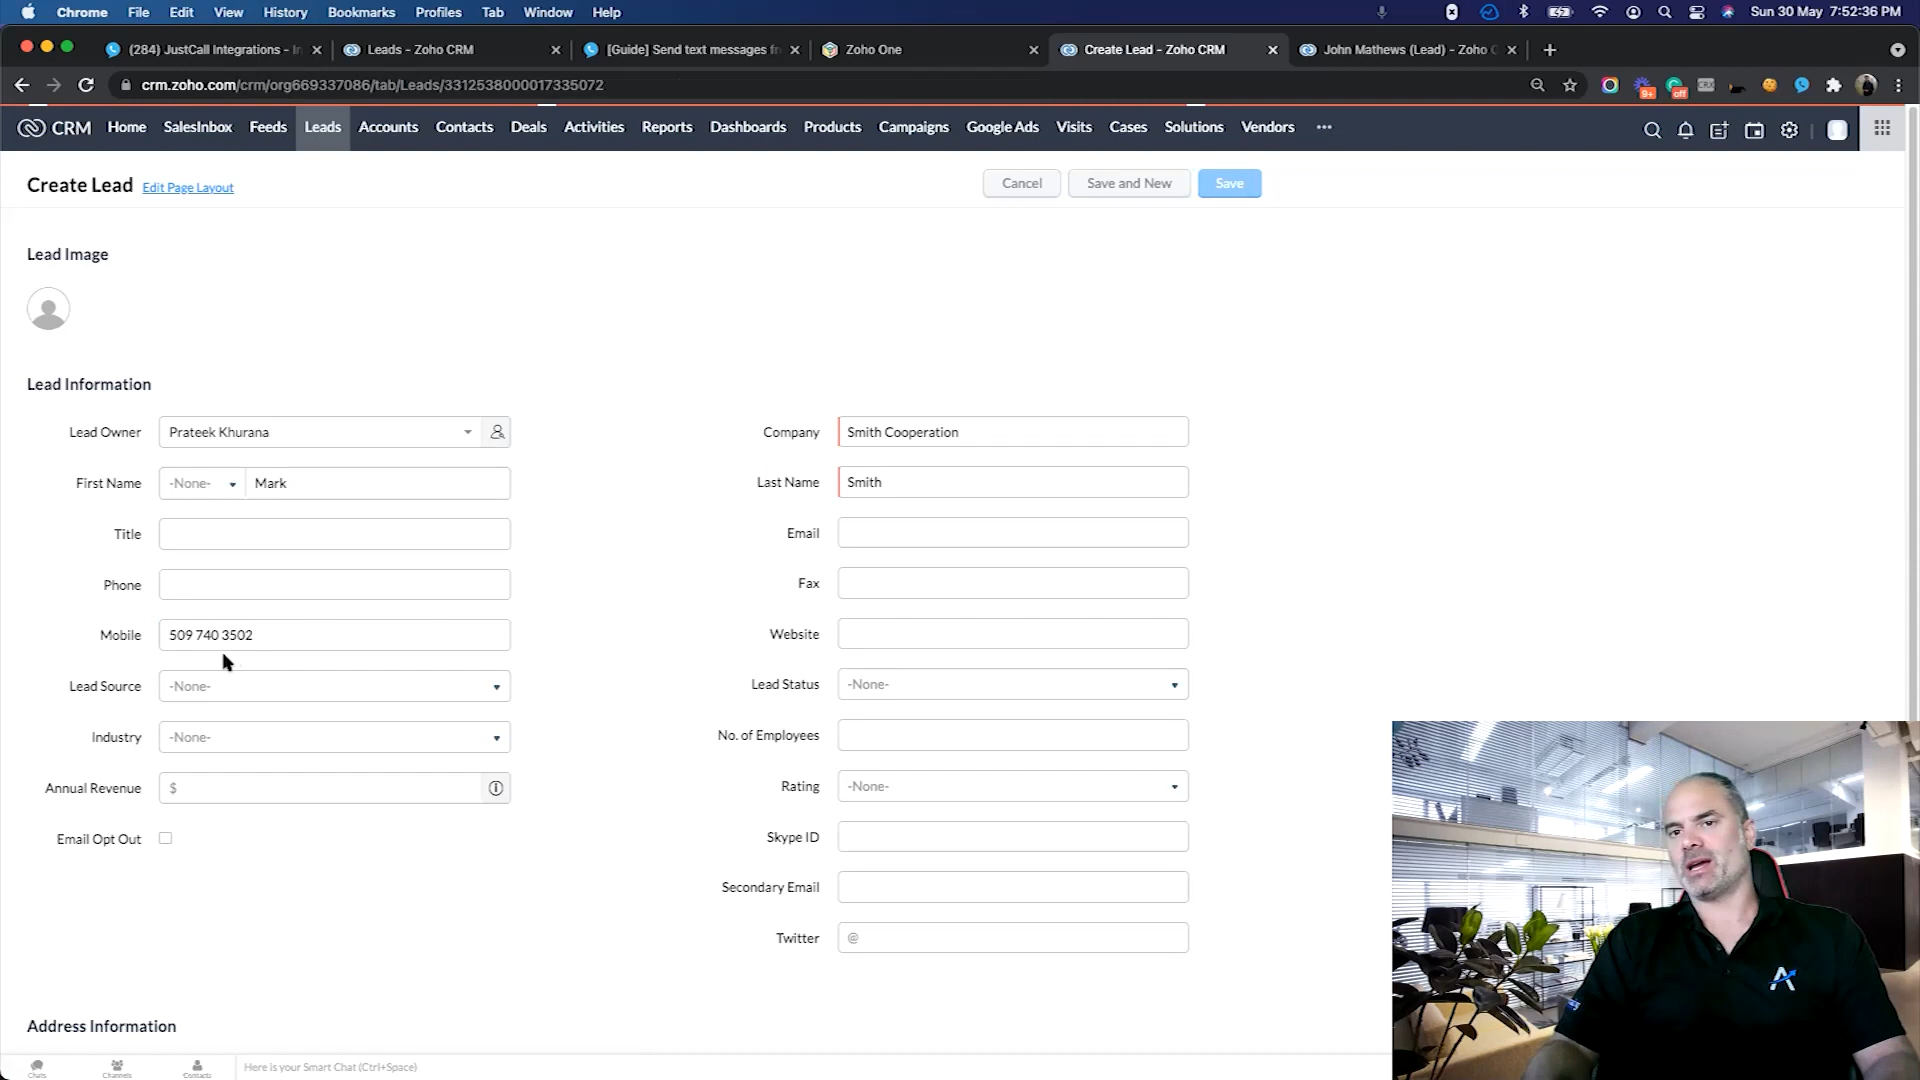 Chrome File Edit View History Bookmarks Profiles Tab Window Help Sun 30 May 7:52:36 PM
(284) JustCall Integrations - In Leads - Zoho CRM [Guide] Send text messages fr Zoho One Create Lead - Zoho CRM John Mathews (Lead) - Zoho C
crm.zoho.com/crm/org669337086/tab/Leads/3312538000017335072
9+ off
CRM Home SalesInbox Feeds Leads Accounts Contacts Deals Activities Reports Dashboards Products Campaigns Google Ads Visits Cases Solutions Vendors ...
Create Lead Edit Page Layout Cancel Save and New Save
Lead Image
Lead Information
Lead Owner Prateek Khurana Company Smith Cooperation
First Name -None- Mark Last Name Smith
Title Email
Phone Fax
Mobile 509 740 3502 Website
Lead Source -None- Lead Status -None-
Industry -None- No. of Employees
Annual Revenue $ Rating -None-
Email Opt Out Skype ID
Secondary Email
Twitter @
Address Information
Chats Channels Contacts Here is your Smart Chat (Ctrl+Space)